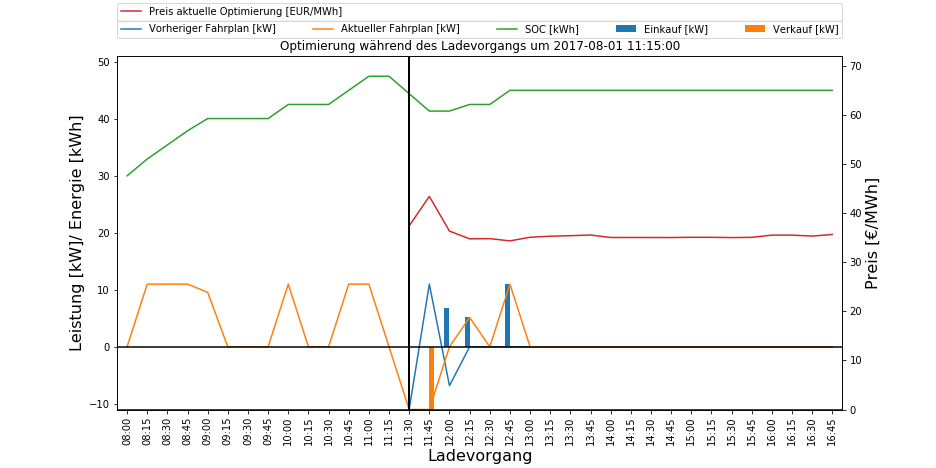 Preis aktuelle Optimierung [EUR/MWh]
Vorheriger Fahrplan [kW] Aktueller Fahrplan [kW] SOC [kWh] Einkauf [kW] Verkauf [kW]
Optimierung während des Ladevorgangs um 2017-08-01 11:15:00
Leistung [kW]/ Energie [kWh]
50
40
30
20
10
0
−10
70
60
50
40
30
20
10
0
Preis [€/MWh]
08:00 08:15 08:30 08:45 09:00 09:15 09:30 09:45 10:00 10:15 10:30 10:45 11:00 11:15 11:30 11:45 12:00 12:15 12:30 12:45 13:00 13:15 13:30 13:45 14:00 14:15 14:30 14:45 15:00 15:15 15:30 15:45 16:00 16:15 16:30 16:45
Ladevorgang